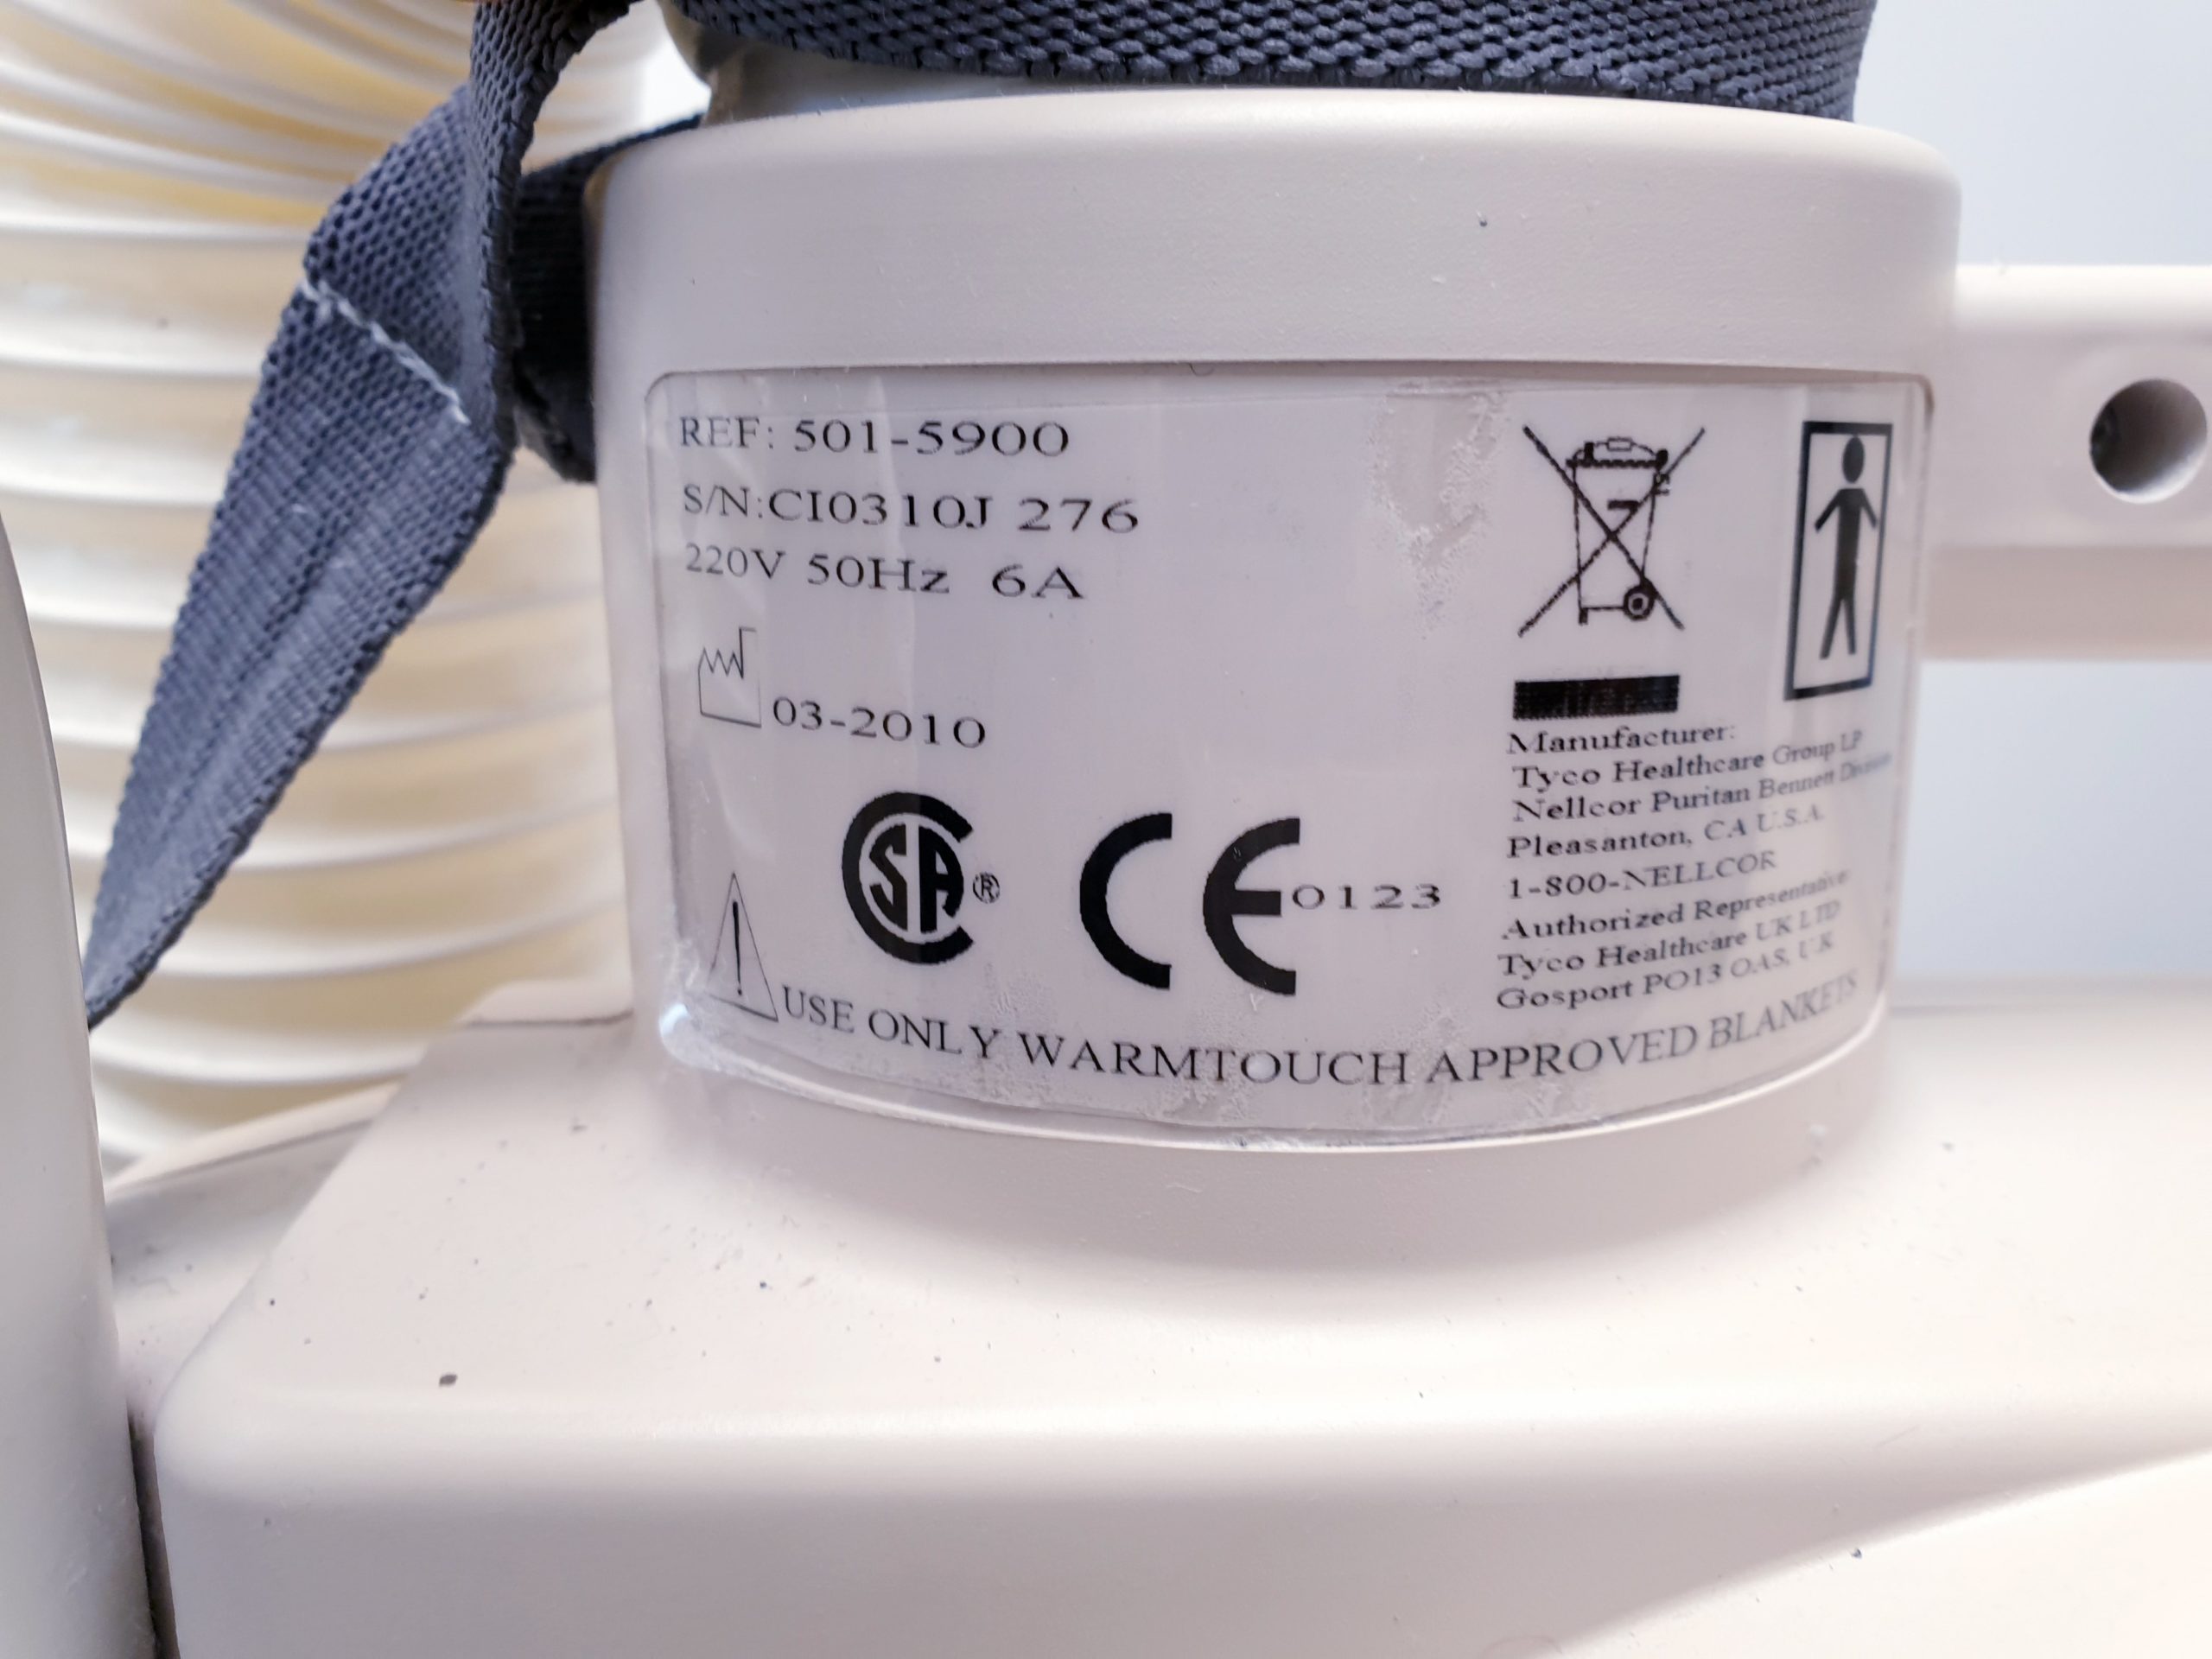 REF: 501-5900
S/N:CI0310J 276
220V 50Hz 6A
03-2010
SA ®
CE 0123
Manufacturer:
Tyco Healthcare Group LP
Nellcor Puritan Bennett Division
Pleasanton, CA U.S.A.
1-800-NELLCOR
Authorized Representative
Tyco Healthcare UK LTD
Gosport PO13 OAS, U.K
! USE ONLY WARMTOUCH APPROVED BLANKETS